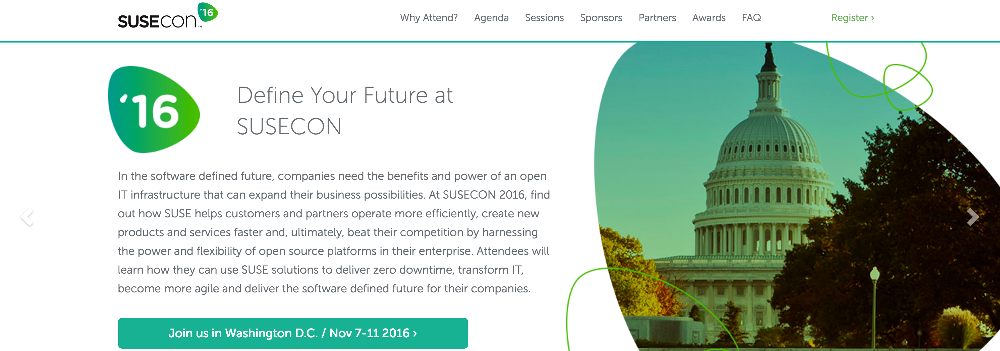 SUSECON™ ‘16
Why Attend? Agenda Sessions Sponsors Partners Awards FAQ Register ›
‘16
Define Your Future at
SUSECON
In the software defined future, companies need the benefits and power of an open
IT infrastructure that can expand their business possibilities. At SUSECON 2016, find
out how SUSE helps customers and partners operate more efficiently, create new
products and services faster and, ultimately, beat their competition by harnessing
the power and flexibility of open source platforms in their enterprise. Attendees will
learn how they can use SUSE solutions to deliver zero downtime, transform IT,
become more agile and deliver the software defined future for their companies.
Join us in Washington D.C. / Nov 7-11 2016 ›